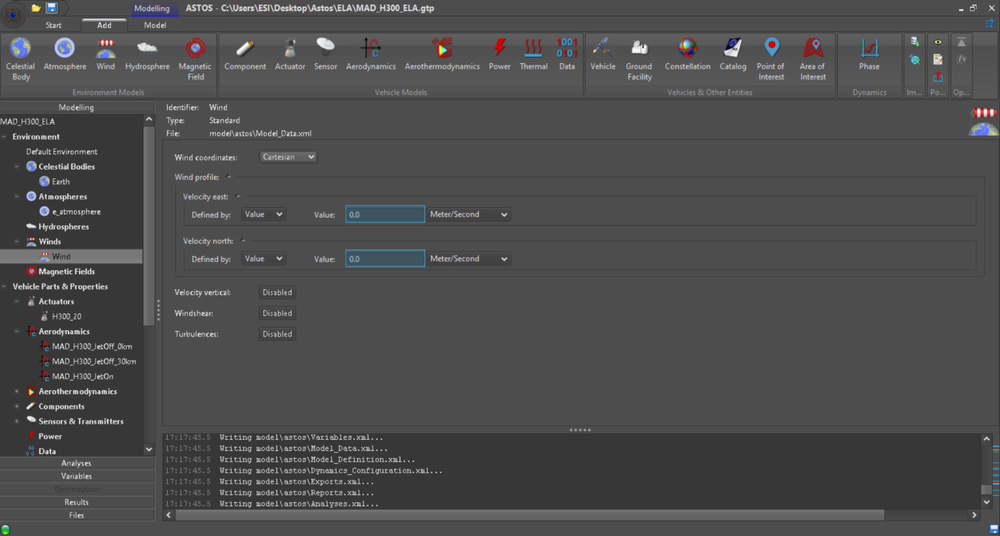 Modelling
ASTOS - C:\Users\ESI\Desktop\Astos\ELA\MAD_H300_ELA.gtp
Start
Add
Model
Celestial Body
Atmosphere
Wind
Hydrosphere
Magnetic Field
Environment Models
Component
Actuator
Sensor
Aerodynamics
Aerothermodynamics
Power
Thermal
1001
0101
Data
Vehicle Models
Vehicle
Ground Facility
Constellation
Catalog
Point of Interest
Area of Interest
Vehicles & Other Entities
Phase
Dynamics
Im...
Po...
Op...
Modelling
MAD_H300_ELA
Environment
Default Environment
Celestial Bodies
Earth
Atmospheres
e_atmosphere
Hydrospheres
Winds
Wind
Magnetic Fields
Vehicle Parts & Properties
Actuators
H300_20
Aerodynamics
MAD_H300_JetOff_0km
MAD_H300_JetOff_30km
MAD_H300_JetOn
Aerothermodynamics
Components
Sensors & Transmitters
Power
Data
Analyses
Variables
Optimization
Results
Files
Identifier: Wind
Type: Standard
File: model\astos\Model_Data.xml
Wind coordinates: Cartesian
Wind profile:
Velocity east:
Defined by: Value Value: 0.0 Meter/Second
Velocity north:
Defined by: Value Value: 0.0 Meter/Second
Velocity vertical: Disabled
Windshear: Disabled
Turbulences: Disabled
17:17:45.5 Writing model\astos\Variables.xml...
17:17:45.5 Writing model\astos\Model_Data.xml...
17:17:45.5 Writing model\astos\Model_Definition.xml...
17:17:45.5 Writing model\astos\Dynamics_Configuration.xml...
17:17:45.5 Writing model\astos\Exports.xml...
17:17:45.5 Writing model\astos\Reports.xml...
17:17:45.5 Writing model\astos\Analyses.xml...